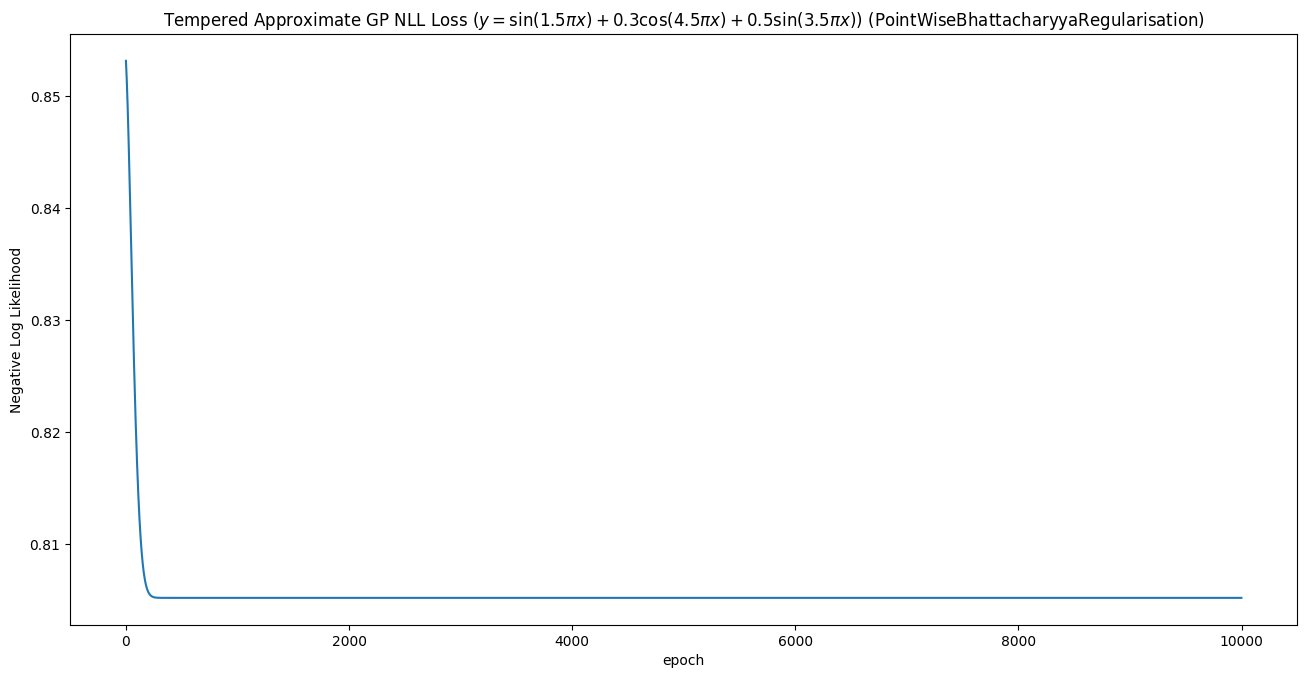 Tempered Approximate GP NLL Loss (y = sin(1.5πx) + 0.3cos(4.5πx) + 0.5sin(3.5πx)) (PointWiseBhattacharyyaRegularisation)
0.85
0.84
0.83
0.82
0.81
Negative Log Likelihood
0 2000 4000 6000 8000 10000
epoch